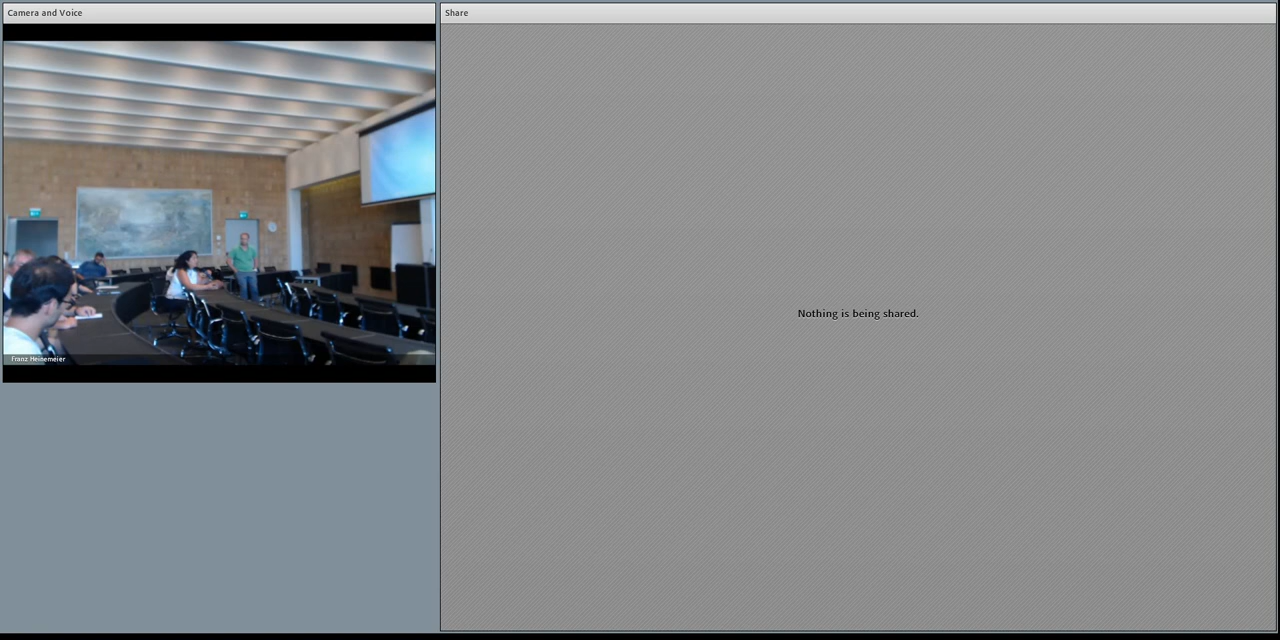 Camera and Voice
Share
Nothing is being shared.
Franz Heinemeier